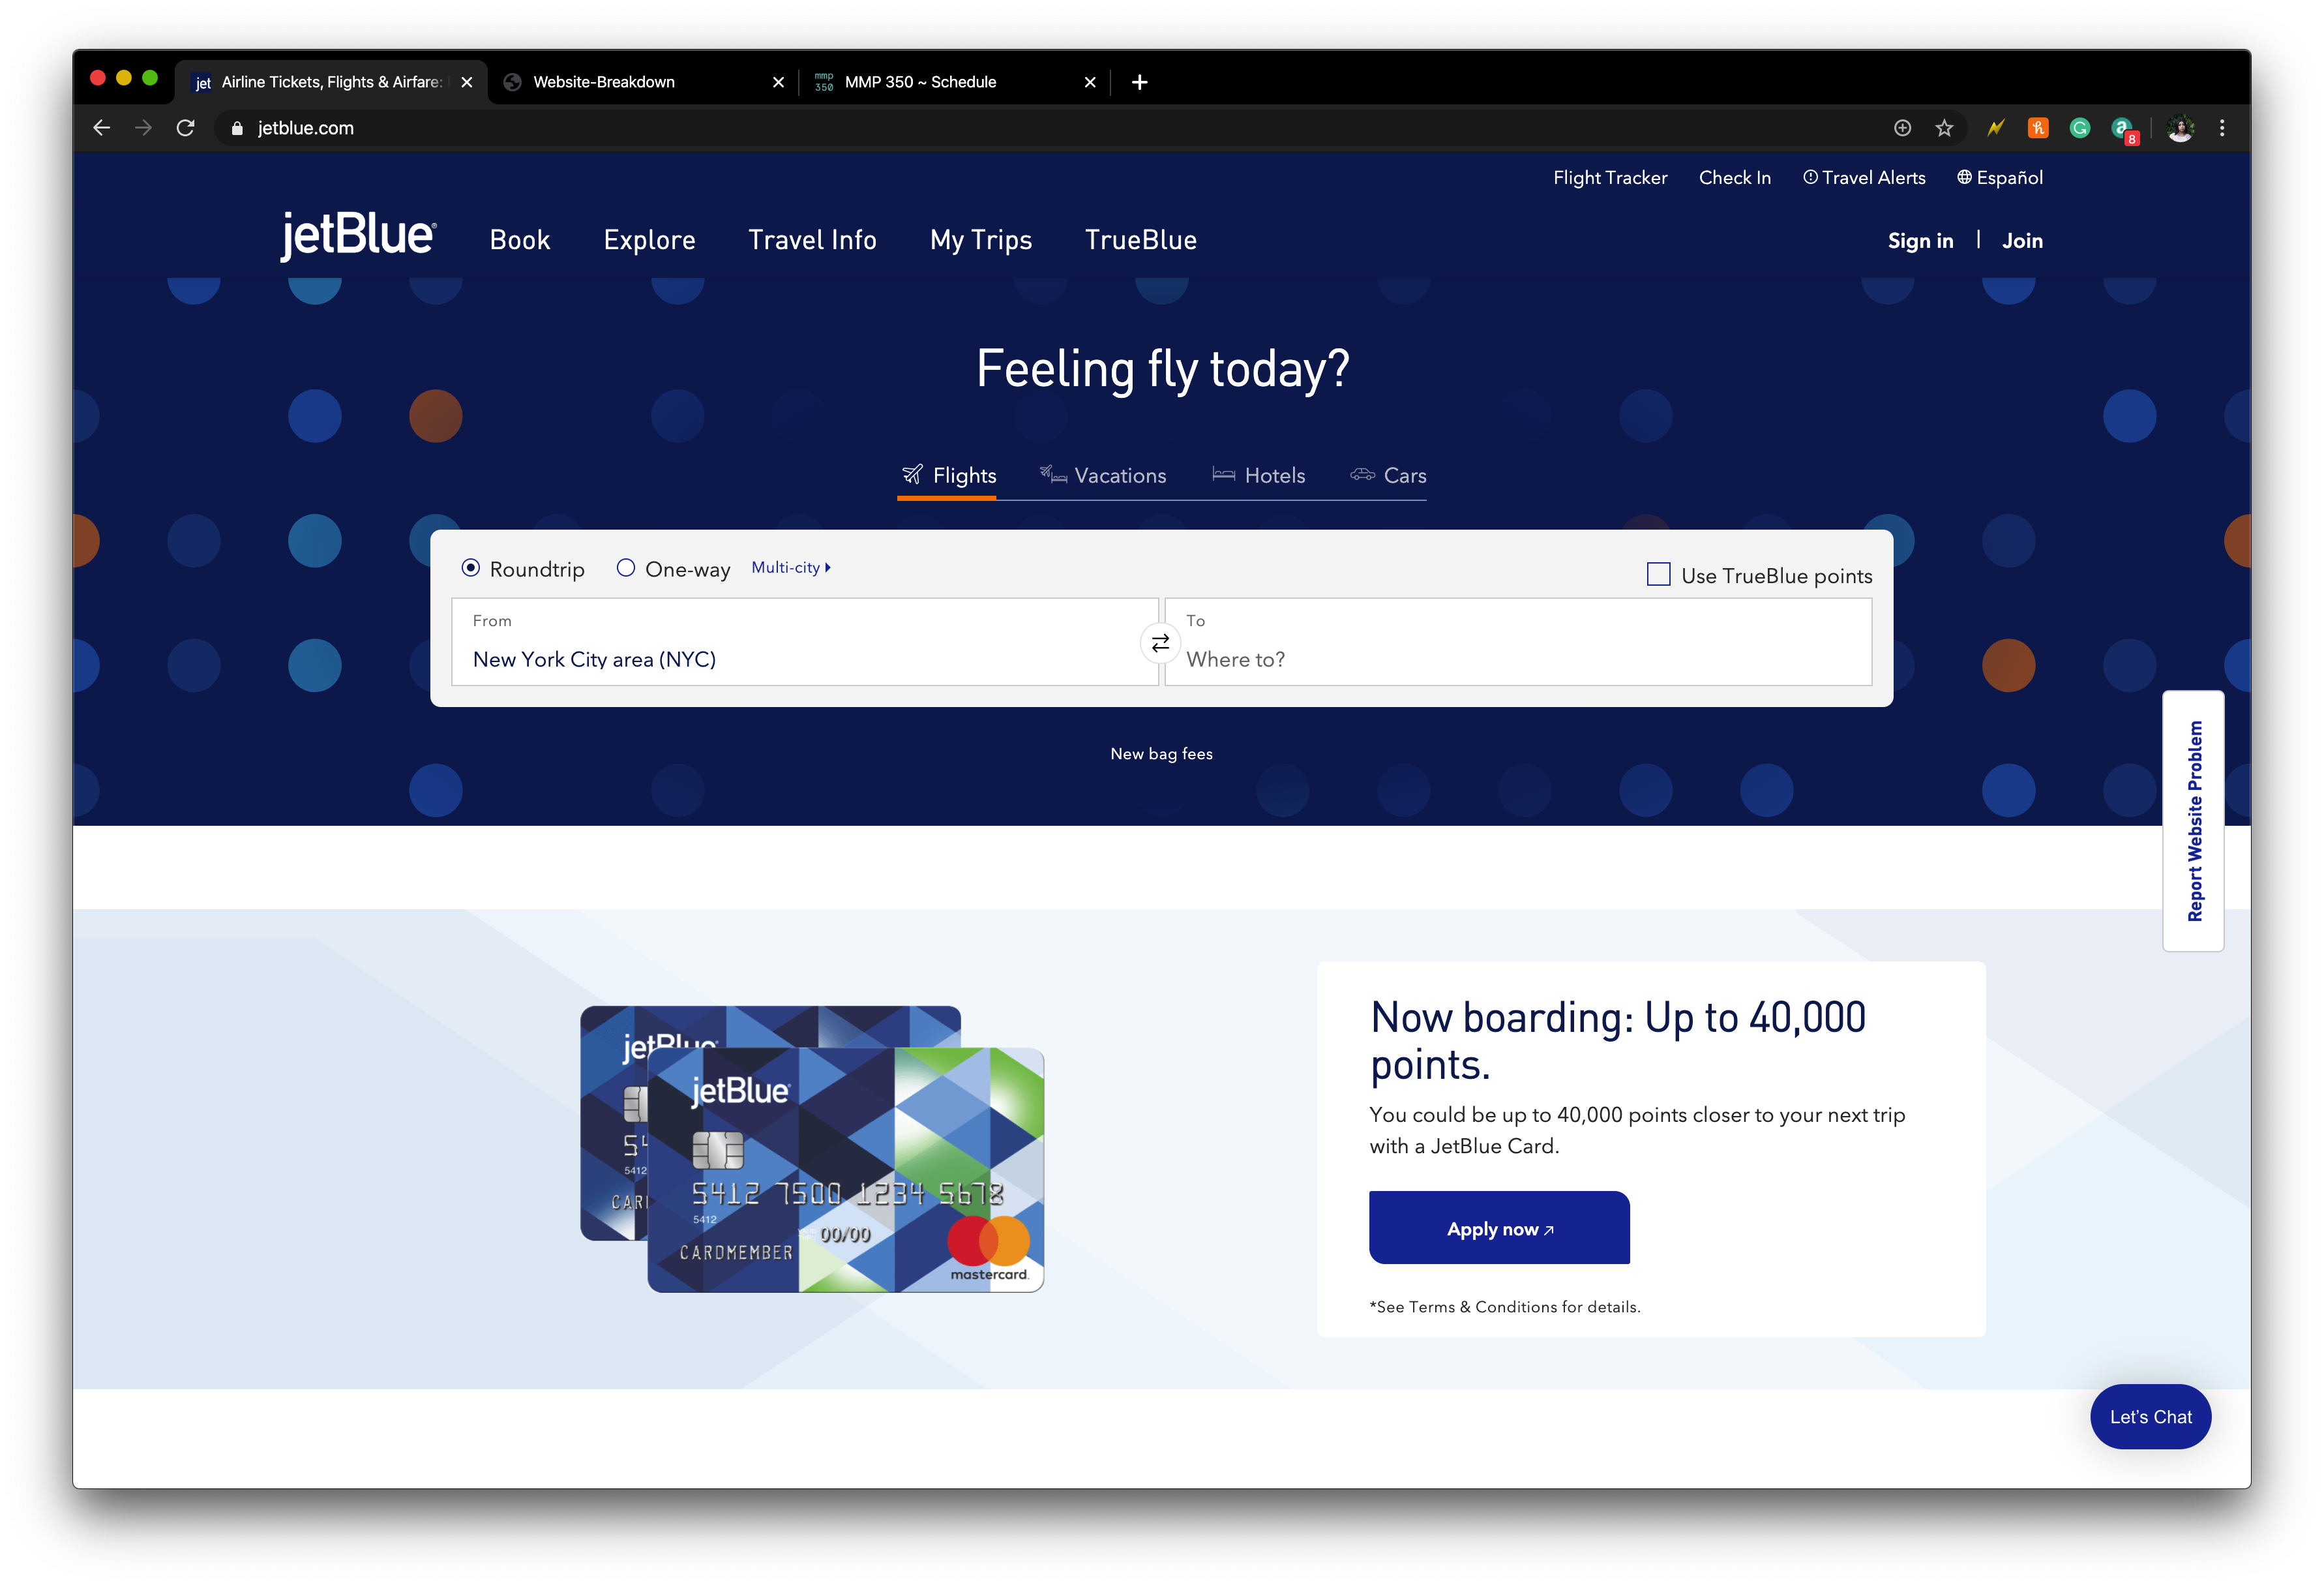 jet Airline Tickets, Flights & Airfare:
Website-Breakdown
mmp 350 MMP 350 ~ Schedule
jetblue.com
8
Flight Tracker
Check In
Travel Alerts
Español
jetBlue
Book
Explore
Travel Info
My Trips
TrueBlue
Sign in | Join
Feeling fly today?
Flights
Vacations
Hotels
Cars
Roundtrip
One-way
Multi-city
Use TrueBlue points
From
New York City area (NYC)
To
Where to?
New bag fees
Report Website Problem
jetBlue
54
5412
CAR
jetBlue
5412 7500 1234 5678
5412
00/00
CARDMEMBER
mastercard.
Now boarding: Up to 40,000
points.
You could be up to 40,000 points closer to your next trip
with a JetBlue Card.
Apply now
*See Terms & Conditions for details.
Let's Chat